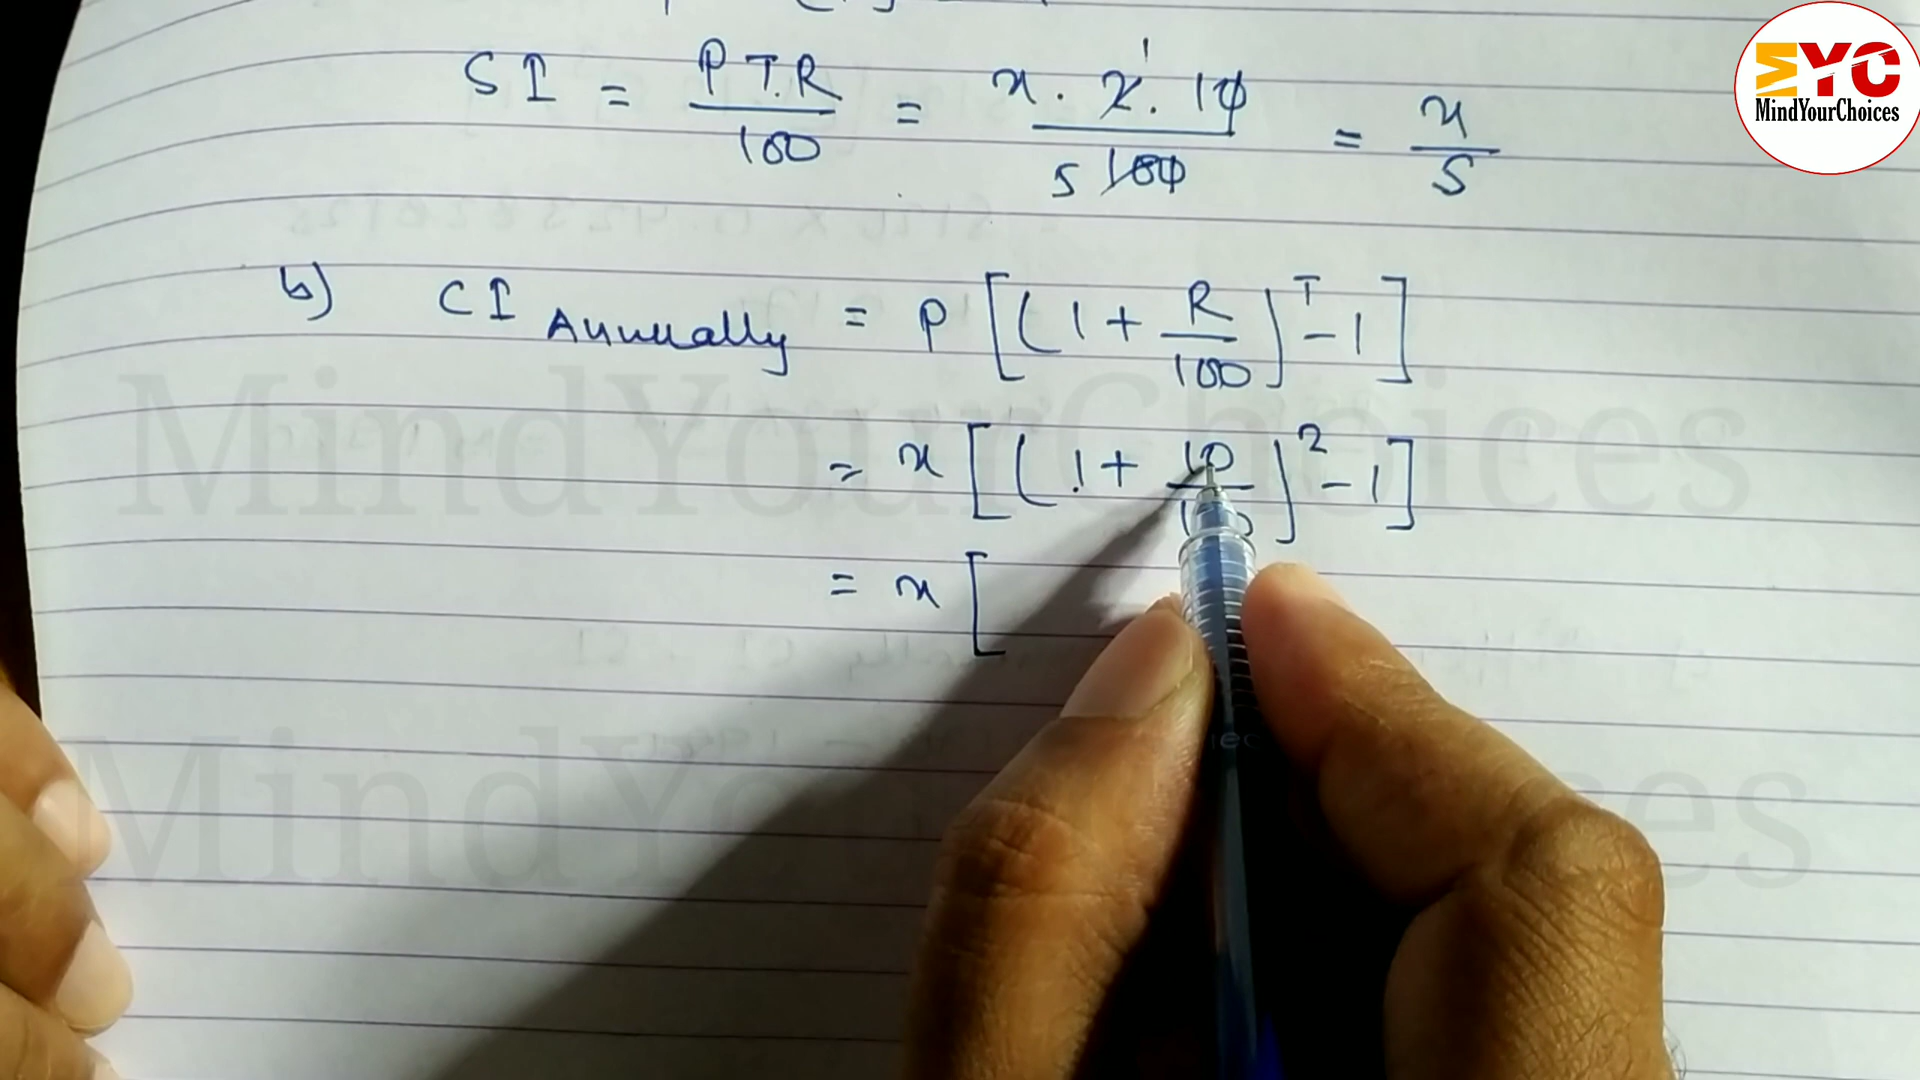 SI = P T.R / 100 = x . 2 . 10 / 5 100 = x / 5
MYC
MindYourChoices
b) CI Annually = P [ ( 1 + R / 100 )^T - 1 ]
= x [ ( 1 + 10 / 100 )^2 - 1 ]
= x [
MindYourChoices
MindYourChoices